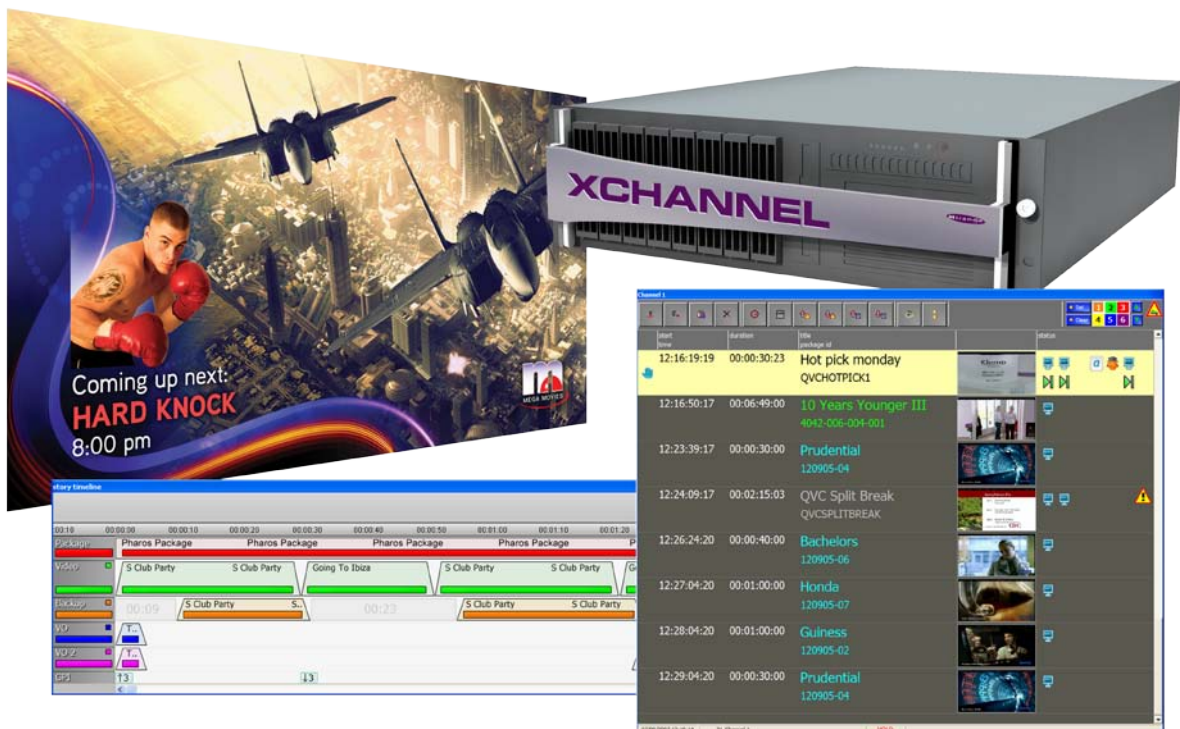 XCHANNEL
miranda
Coming up next:
HARD KNOCK
8:00 pm
MEGA MOVIES
Channel 1
start
time
duration
title
package id
status
1 2 3
4 5 6
12:16:19:19 00:00:30:23 Hot pick monday
QVCHOTPICK1
12:16:50:17 00:06:49:00 10 Years Younger III
4042-006-004-001
12:23:39:17 00:00:30:00 Prudential
120905-04
12:24:09:17 00:02:15:03 QVC Split Break
QVCSPLITBREAK
12:26:24:20 00:00:40:00 Bachelors
120905-06
12:27:04:20 00:01:00:00 Honda
120905-07
12:28:04:20 00:01:00:00 Guiness
120905-02
12:29:04:20 00:00:30:00 Prudential
120905-04
story timeline
00:10 00:00:00 00:00:10 00:00:20 00:00:30 00:00:40 00:00:50 00:01:00 00:01:10 00:01:20
Package Pharos Package Pharos Package Pharos Package Pharos Package P
Video S Club Party S Club Party Going To Ibiza S Club Party S Club Party G
Backup 00:09 S Club Party S.. 00:23 S Club Party S Club Party
VO T..
VO-2 T..
GPI 13 13